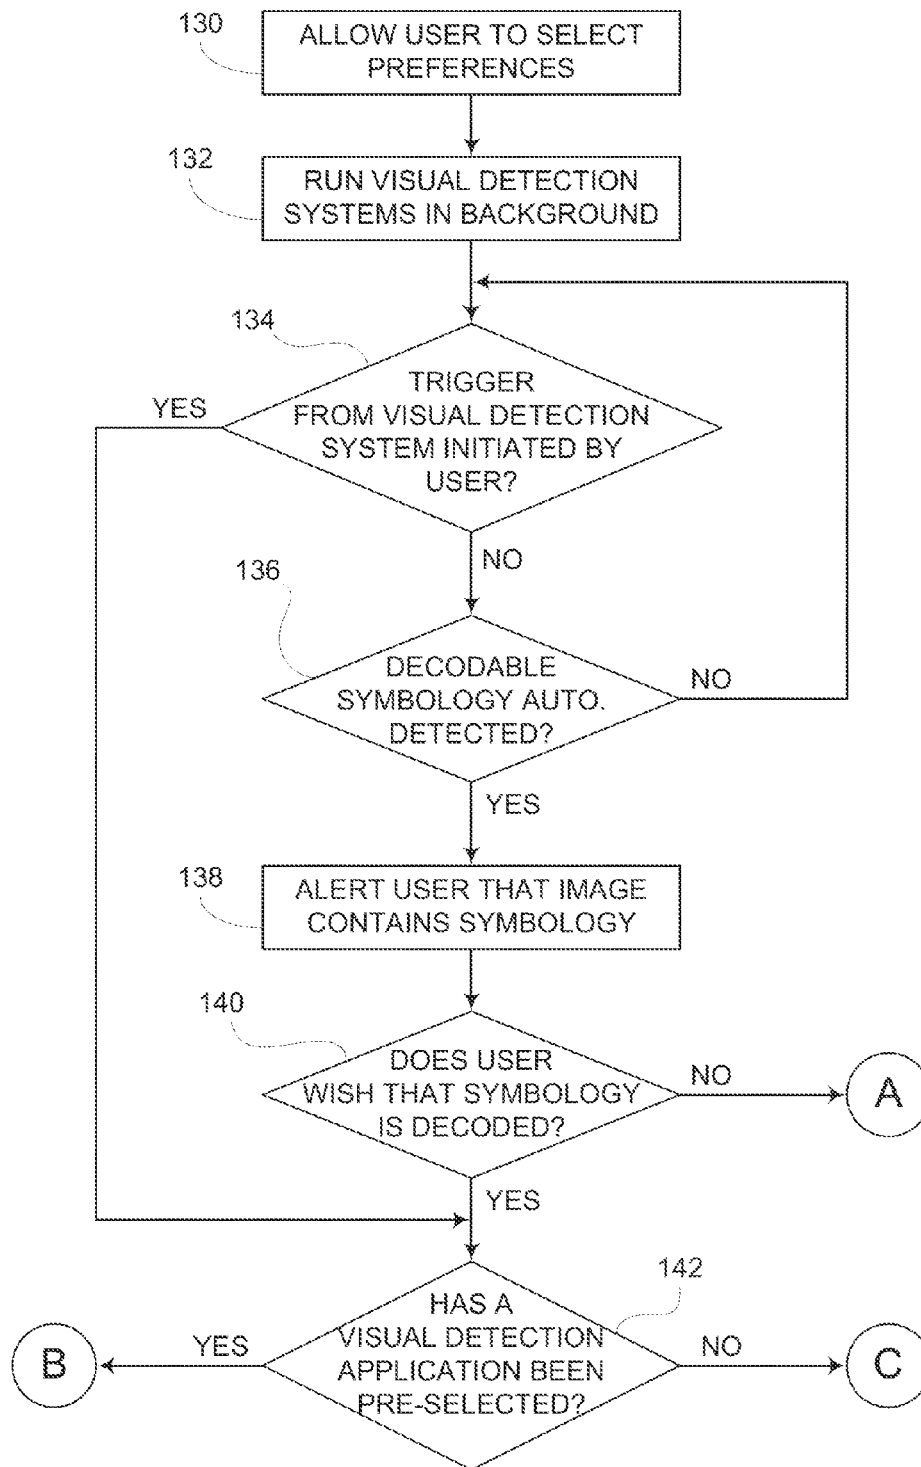 130
ALLOW USER TO SELECT
PREFERENCES
132
RUN VISUAL DETECTION
SYSTEMS IN BACKGROUND
134
YES
TRIGGER
FROM VISUAL DETECTION
SYSTEM INITIATED BY
USER?
NO
136
DECODABLE
SYMBOLOGY AUTO.
DETECTED?
NO
YES
138
ALERT USER THAT IMAGE
CONTAINS SYMBOLOGY
140
DOES USER
WISH THAT SYMBOLOGY
IS DECODED?
NO
A
YES
142
HAS A
VISUAL DETECTION
APPLICATION BEEN
PRE-SELECTED?
YES
B
NO
C